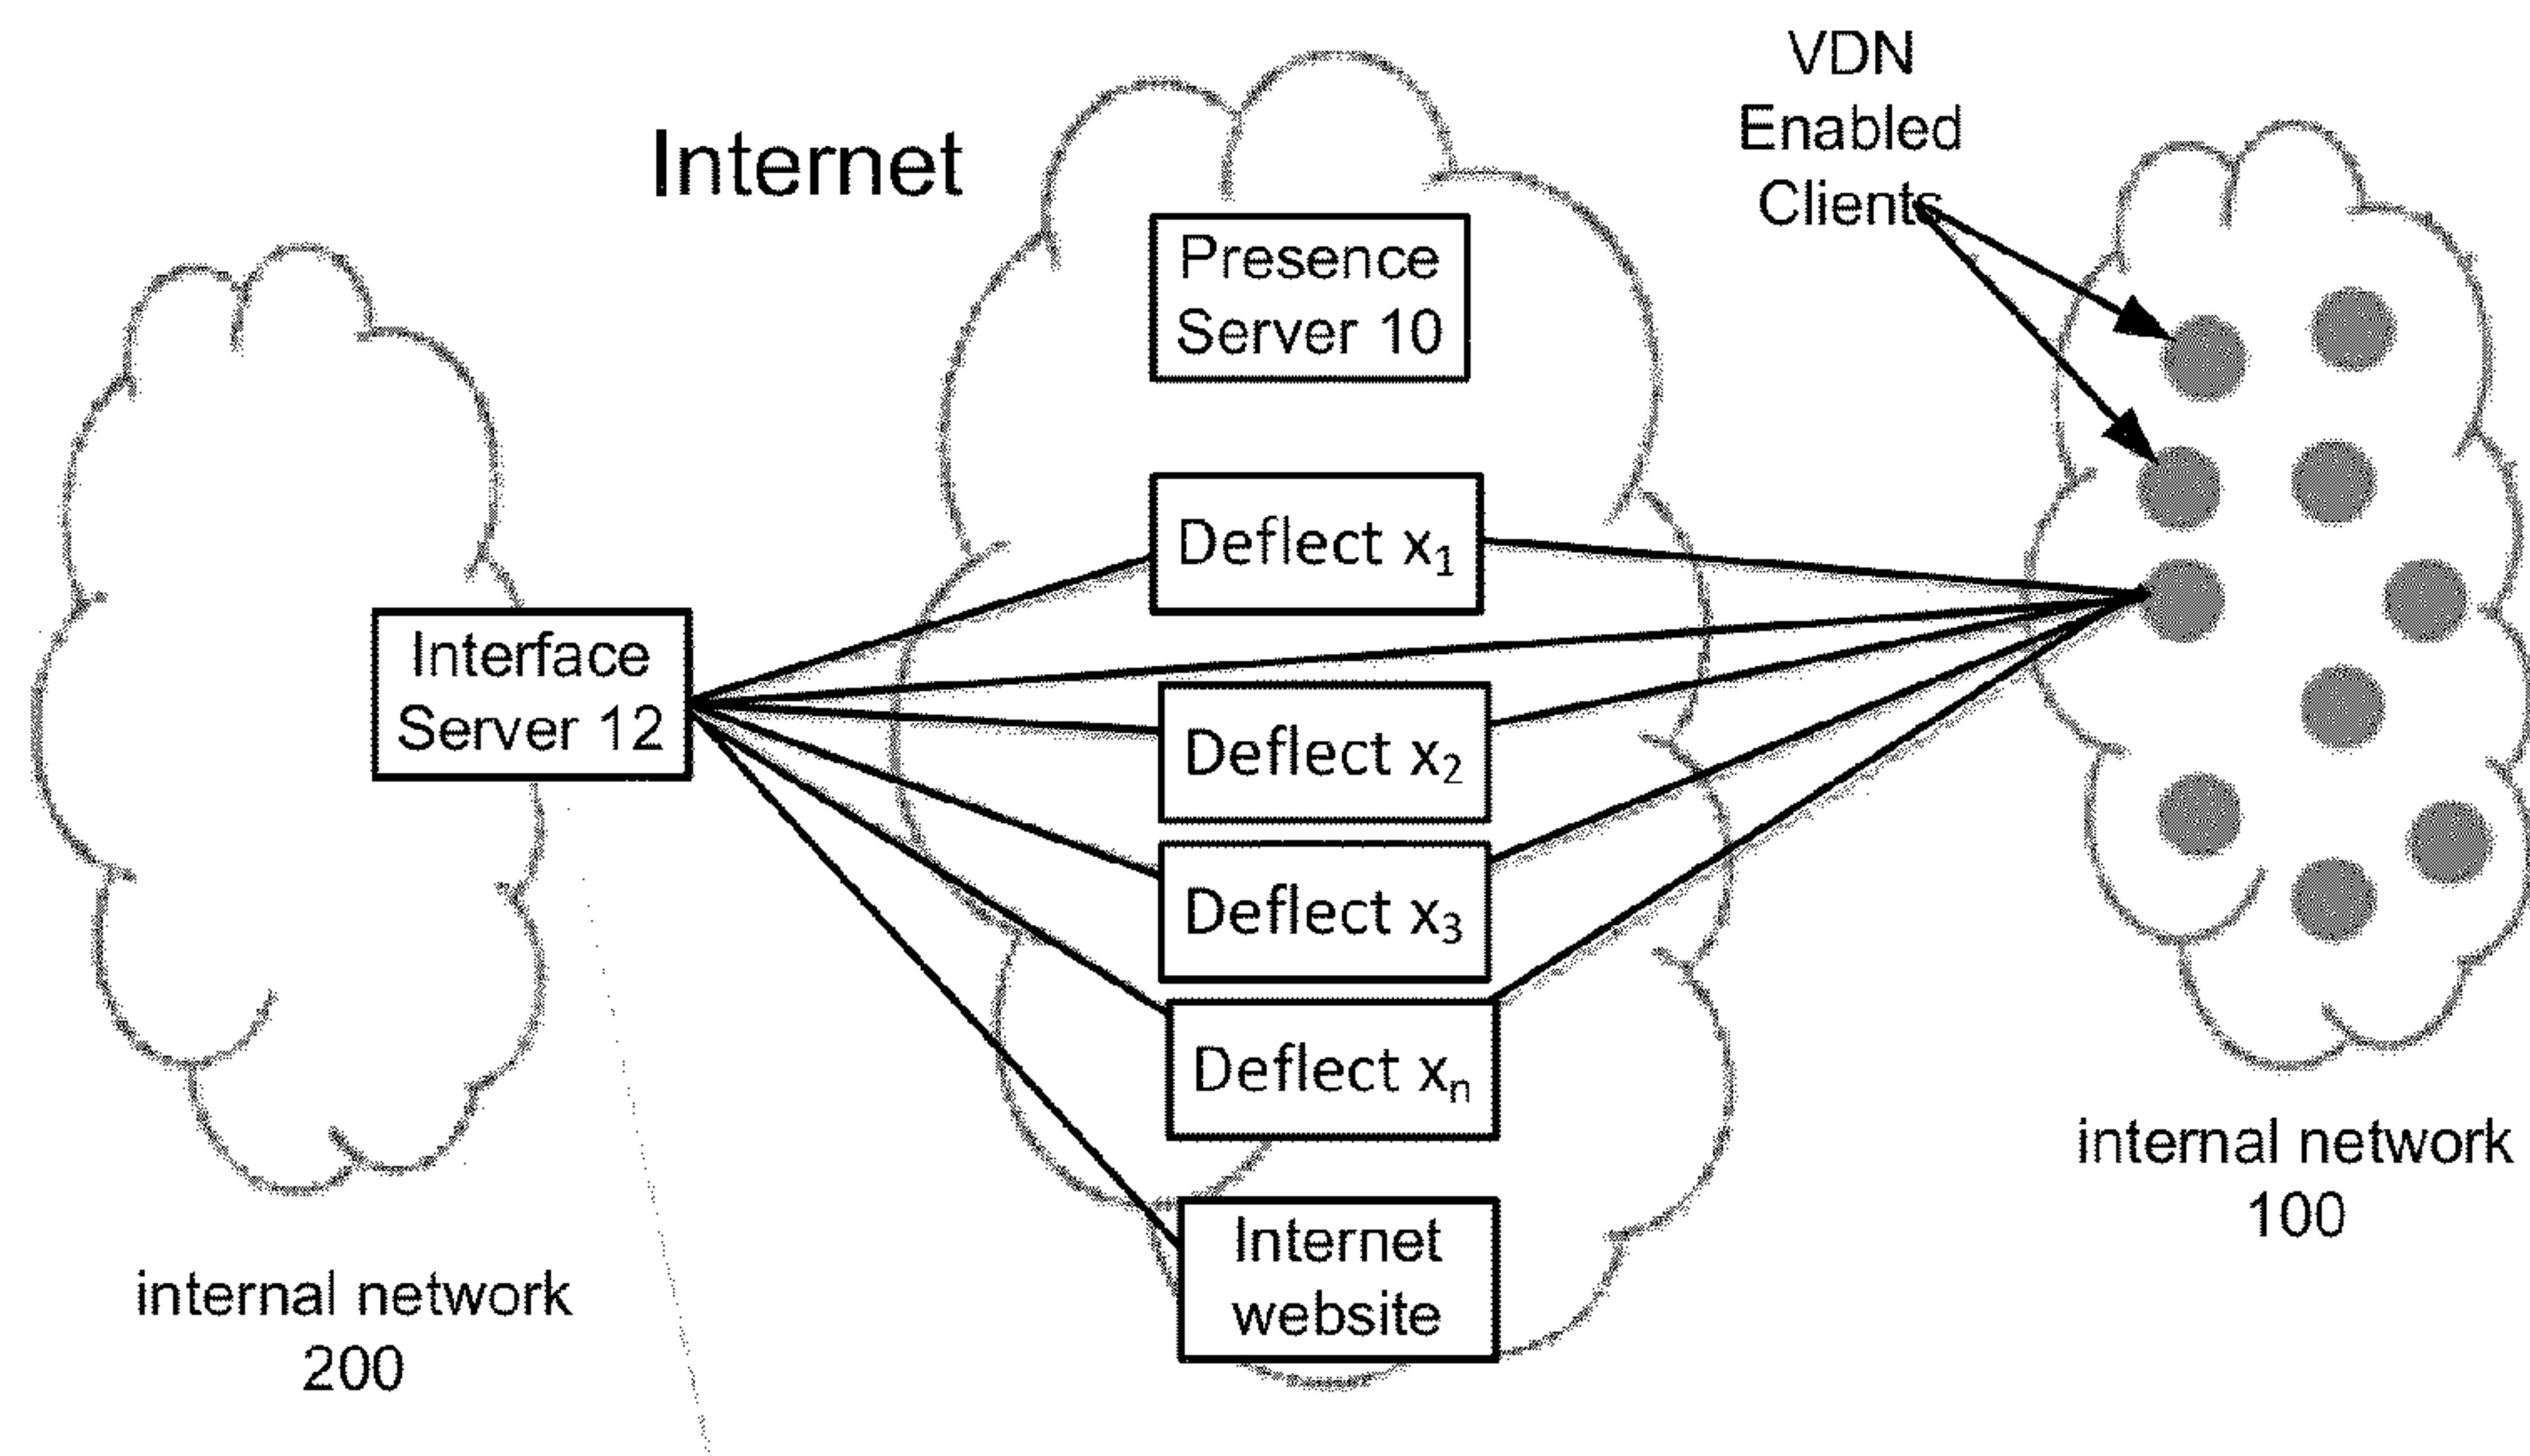 VDN
Enabled
Clients
Internet
Presence
Server 10
Deflect x₁
Interface
Server 12
Deflect x₂
Deflect x₃
Deflect xₙ
Internet
website
internal network
100
internal network
200